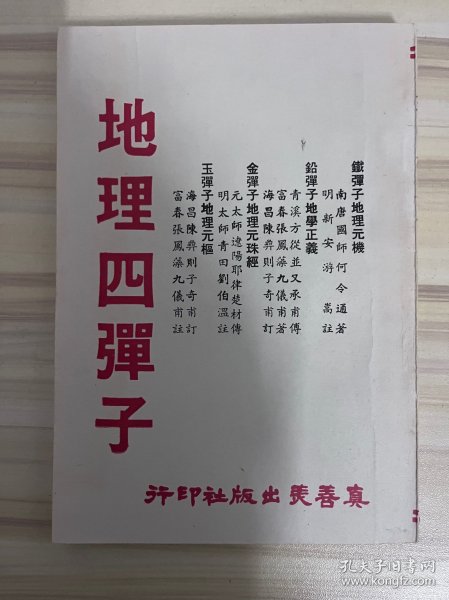 地理四彈子
鐵彈子地理元機
南唐國師何令通著
明新安游嵩註
鉛彈子地學正義
青溪方從並又承甫傳
富春張鳳藻九儀甫著
海昌陳彝則子奇甫訂
金彈子地理元珠經
元太師遼陽耶律楚材傳
明太師青田劉伯溫註
玉彈子地理元樞
海昌陳彝則子奇甫訂
富春張鳳藻九儀甫註
真善美出版社印行
孔夫子旧书网
www.kongfz.com